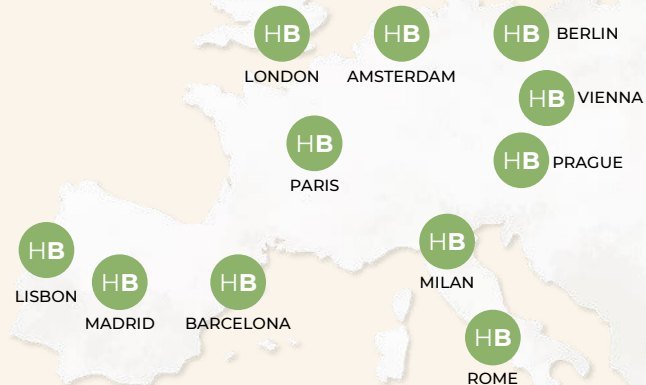 HB
HB
HB BERLIN
LONDON
AMSTERDAM
HB VIENNA
HB
PARIS
HB PRAGUE
HB
MILAN
HB
LISBON
HB
MADRID
HB
BARCELONA
HB
ROME